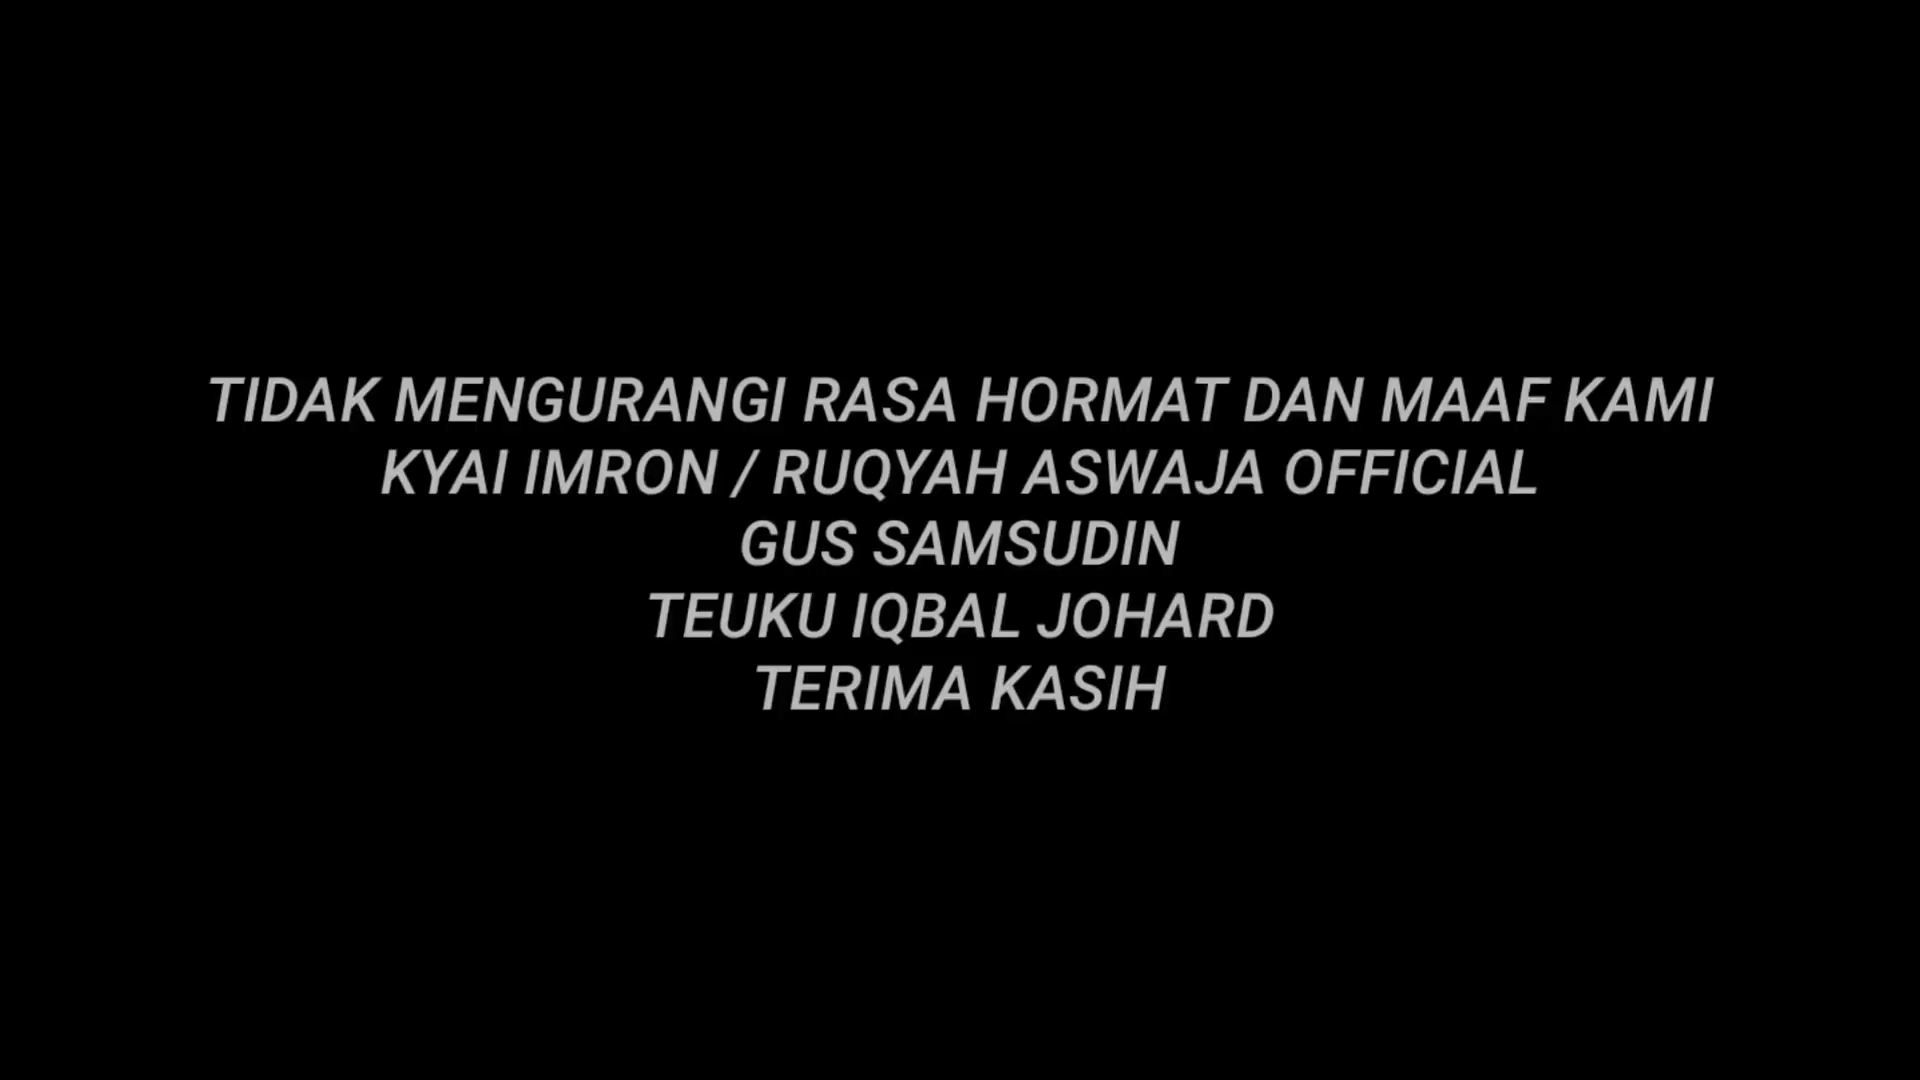 TIDAK MENGURANGI RASA HORMAT DAN MAAF KAMI
KYAI IMRON / RUQYAH ASWAJA OFFICIAL
GUS SAMSUDIN
TEUKU IQBAL JOHARD
TERIMA KASIH